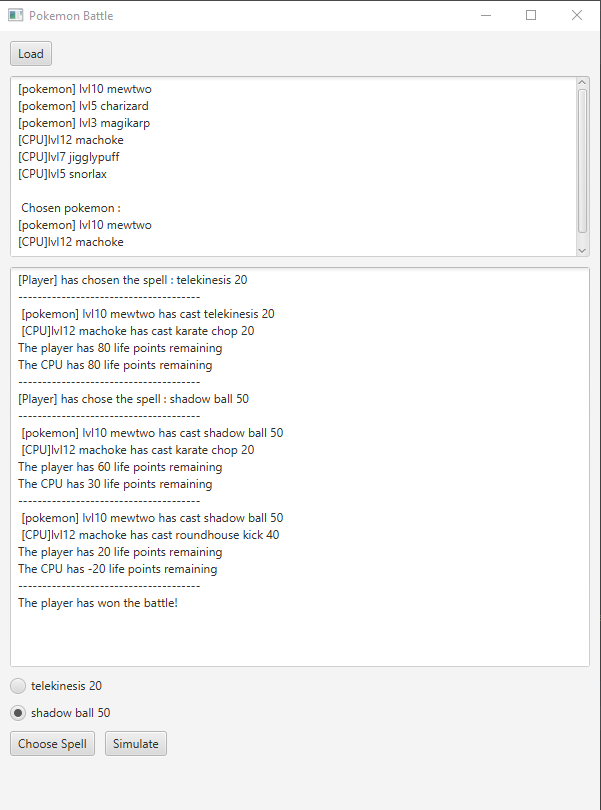 Pokemon Battle
Load
[pokemon] lvl10 mewtwo
[pokemon] lvl5 charizard
[pokemon] lvl3 magikarp
[CPU]lvl12 machoke
[CPU]lvl7 jigglypuff
[CPU]lvl5 snorlax
Chosen pokemon :
[pokemon] lvl10 mewtwo
[CPU]lvl12 machoke
[Player] has chosen the spell : telekinesis 20
--------------------------------------
[pokemon] lvl10 mewtwo has cast telekinesis 20
[CPU]lvl12 machoke has cast karate chop 20
The player has 80 life points remaining
The CPU has 80 life points remaining
--------------------------------------
[Player] has chose the spell : shadow ball 50
--------------------------------------
[pokemon] lvl10 mewtwo has cast shadow ball 50
[CPU]lvl12 machoke has cast karate chop 20
The player has 60 life points remaining
The CPU has 30 life points remaining
--------------------------------------
[pokemon] lvl10 mewtwo has cast shadow ball 50
[CPU]lvl12 machoke has cast roundhouse kick 40
The player has 20 life points remaining
The CPU has -20 life points remaining
--------------------------------------
The player has won the battle!
telekinesis 20
shadow ball 50
Choose Spell Simulate